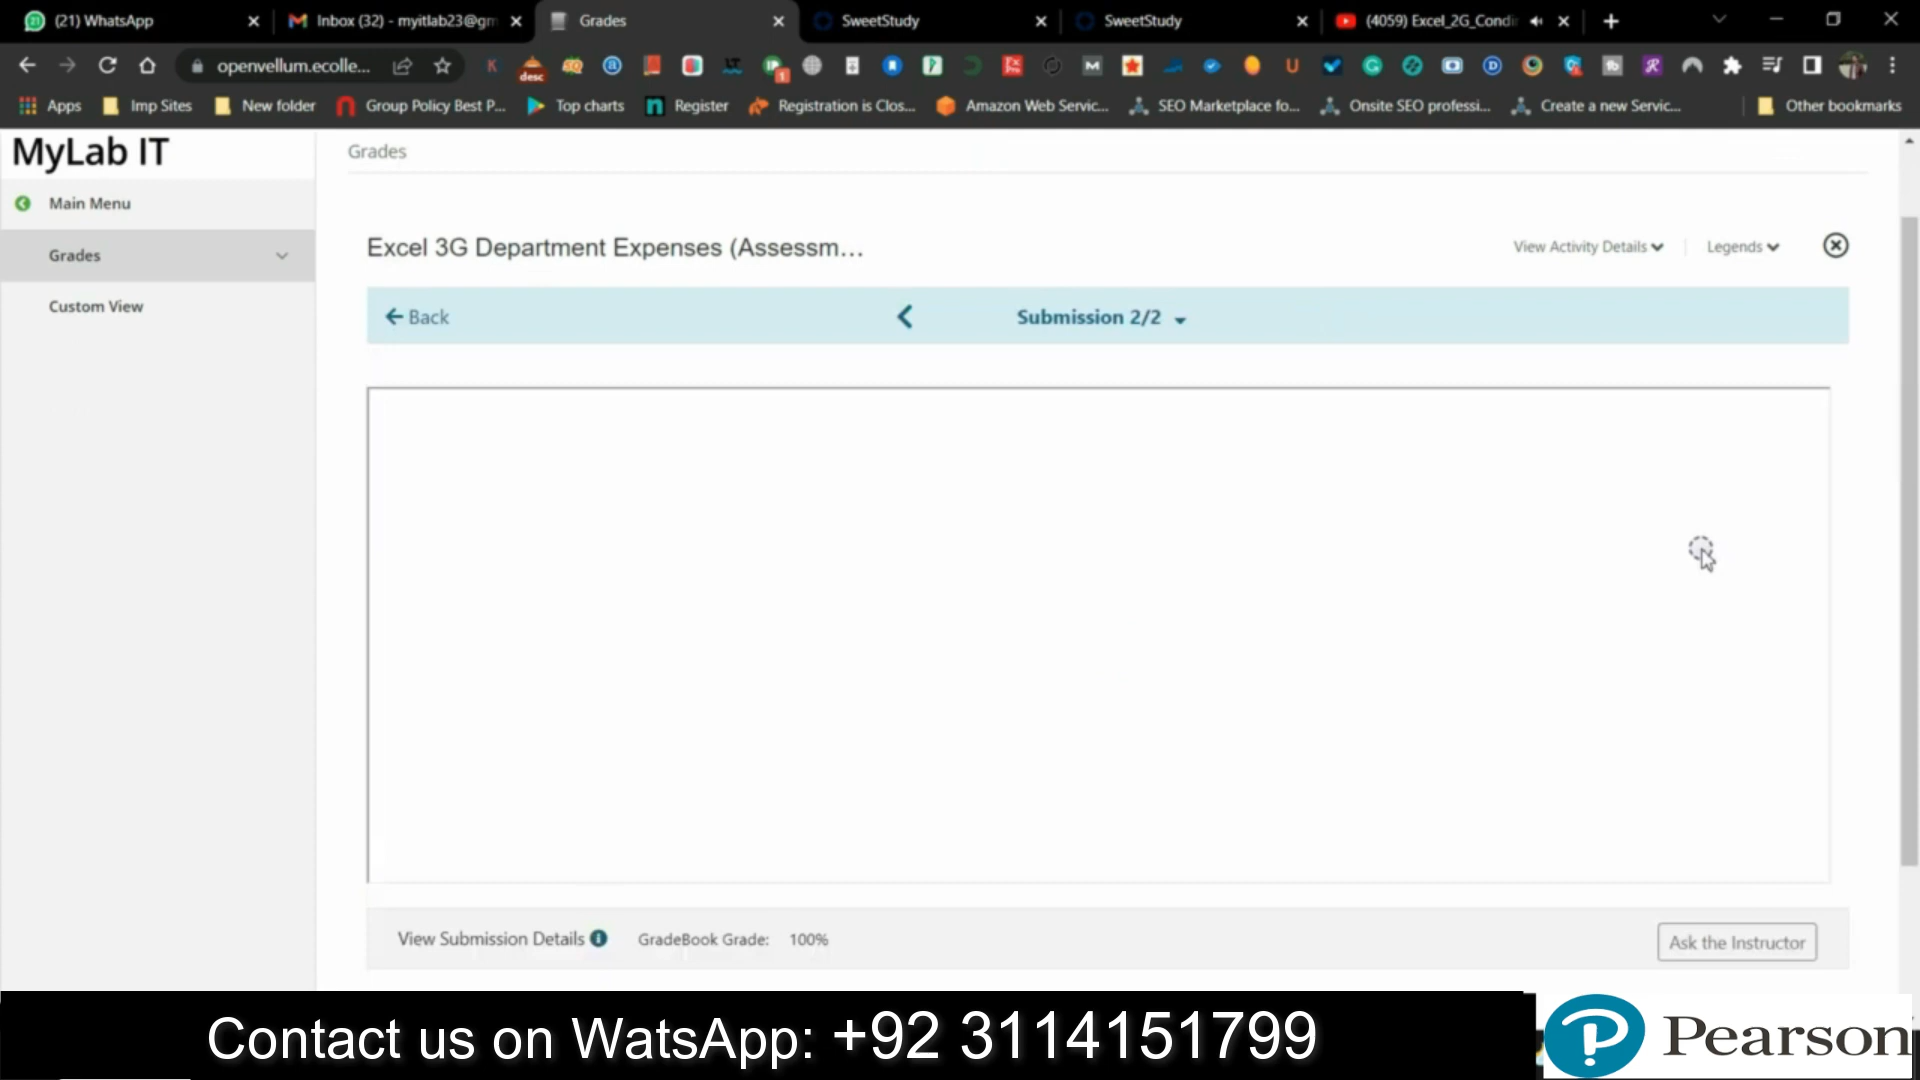 (21) WhatsApp
Inbox (32) - myitlab23@gm
Grades
SweetStudy
SweetStudy
(4059) Excel_2G_Condi
openvellum.ecolle...
desc
Apps
Imp Sites
New folder
Group Policy Best P...
Top charts
Register
Registration is Clos...
Amazon Web Servic...
SEO Marketplace fo...
Onsite SEO professi...
Create a new Servic...
Other bookmarks
MyLab IT
Main Menu
Grades
Custom View
Grades
Excel 3G Department Expenses (Assessm...
View Activity Details
Legends
Back
Submission 2/2
View Submission Details
GradeBook Grade: 100%
Ask the Instructor
Contact us on WatsApp: +92 3114151799
Pearson